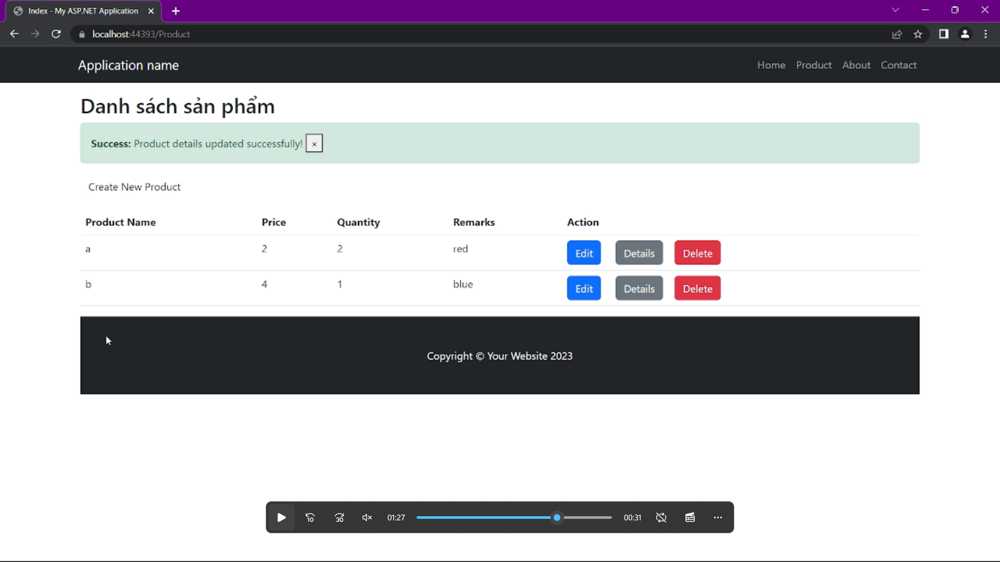 Index - My ASP.NET Application
localhost:44393/Product
Application name
Home Product About Contact
Danh sách sản phẩm
Success: Product details updated successfully! ×
Create New Product
Product Name Price Quantity Remarks Action
a 2 2 red Edit Details Delete
b 4 1 blue Edit Details Delete
Copyright © Your Website 2023
10 30 01:27 00:31